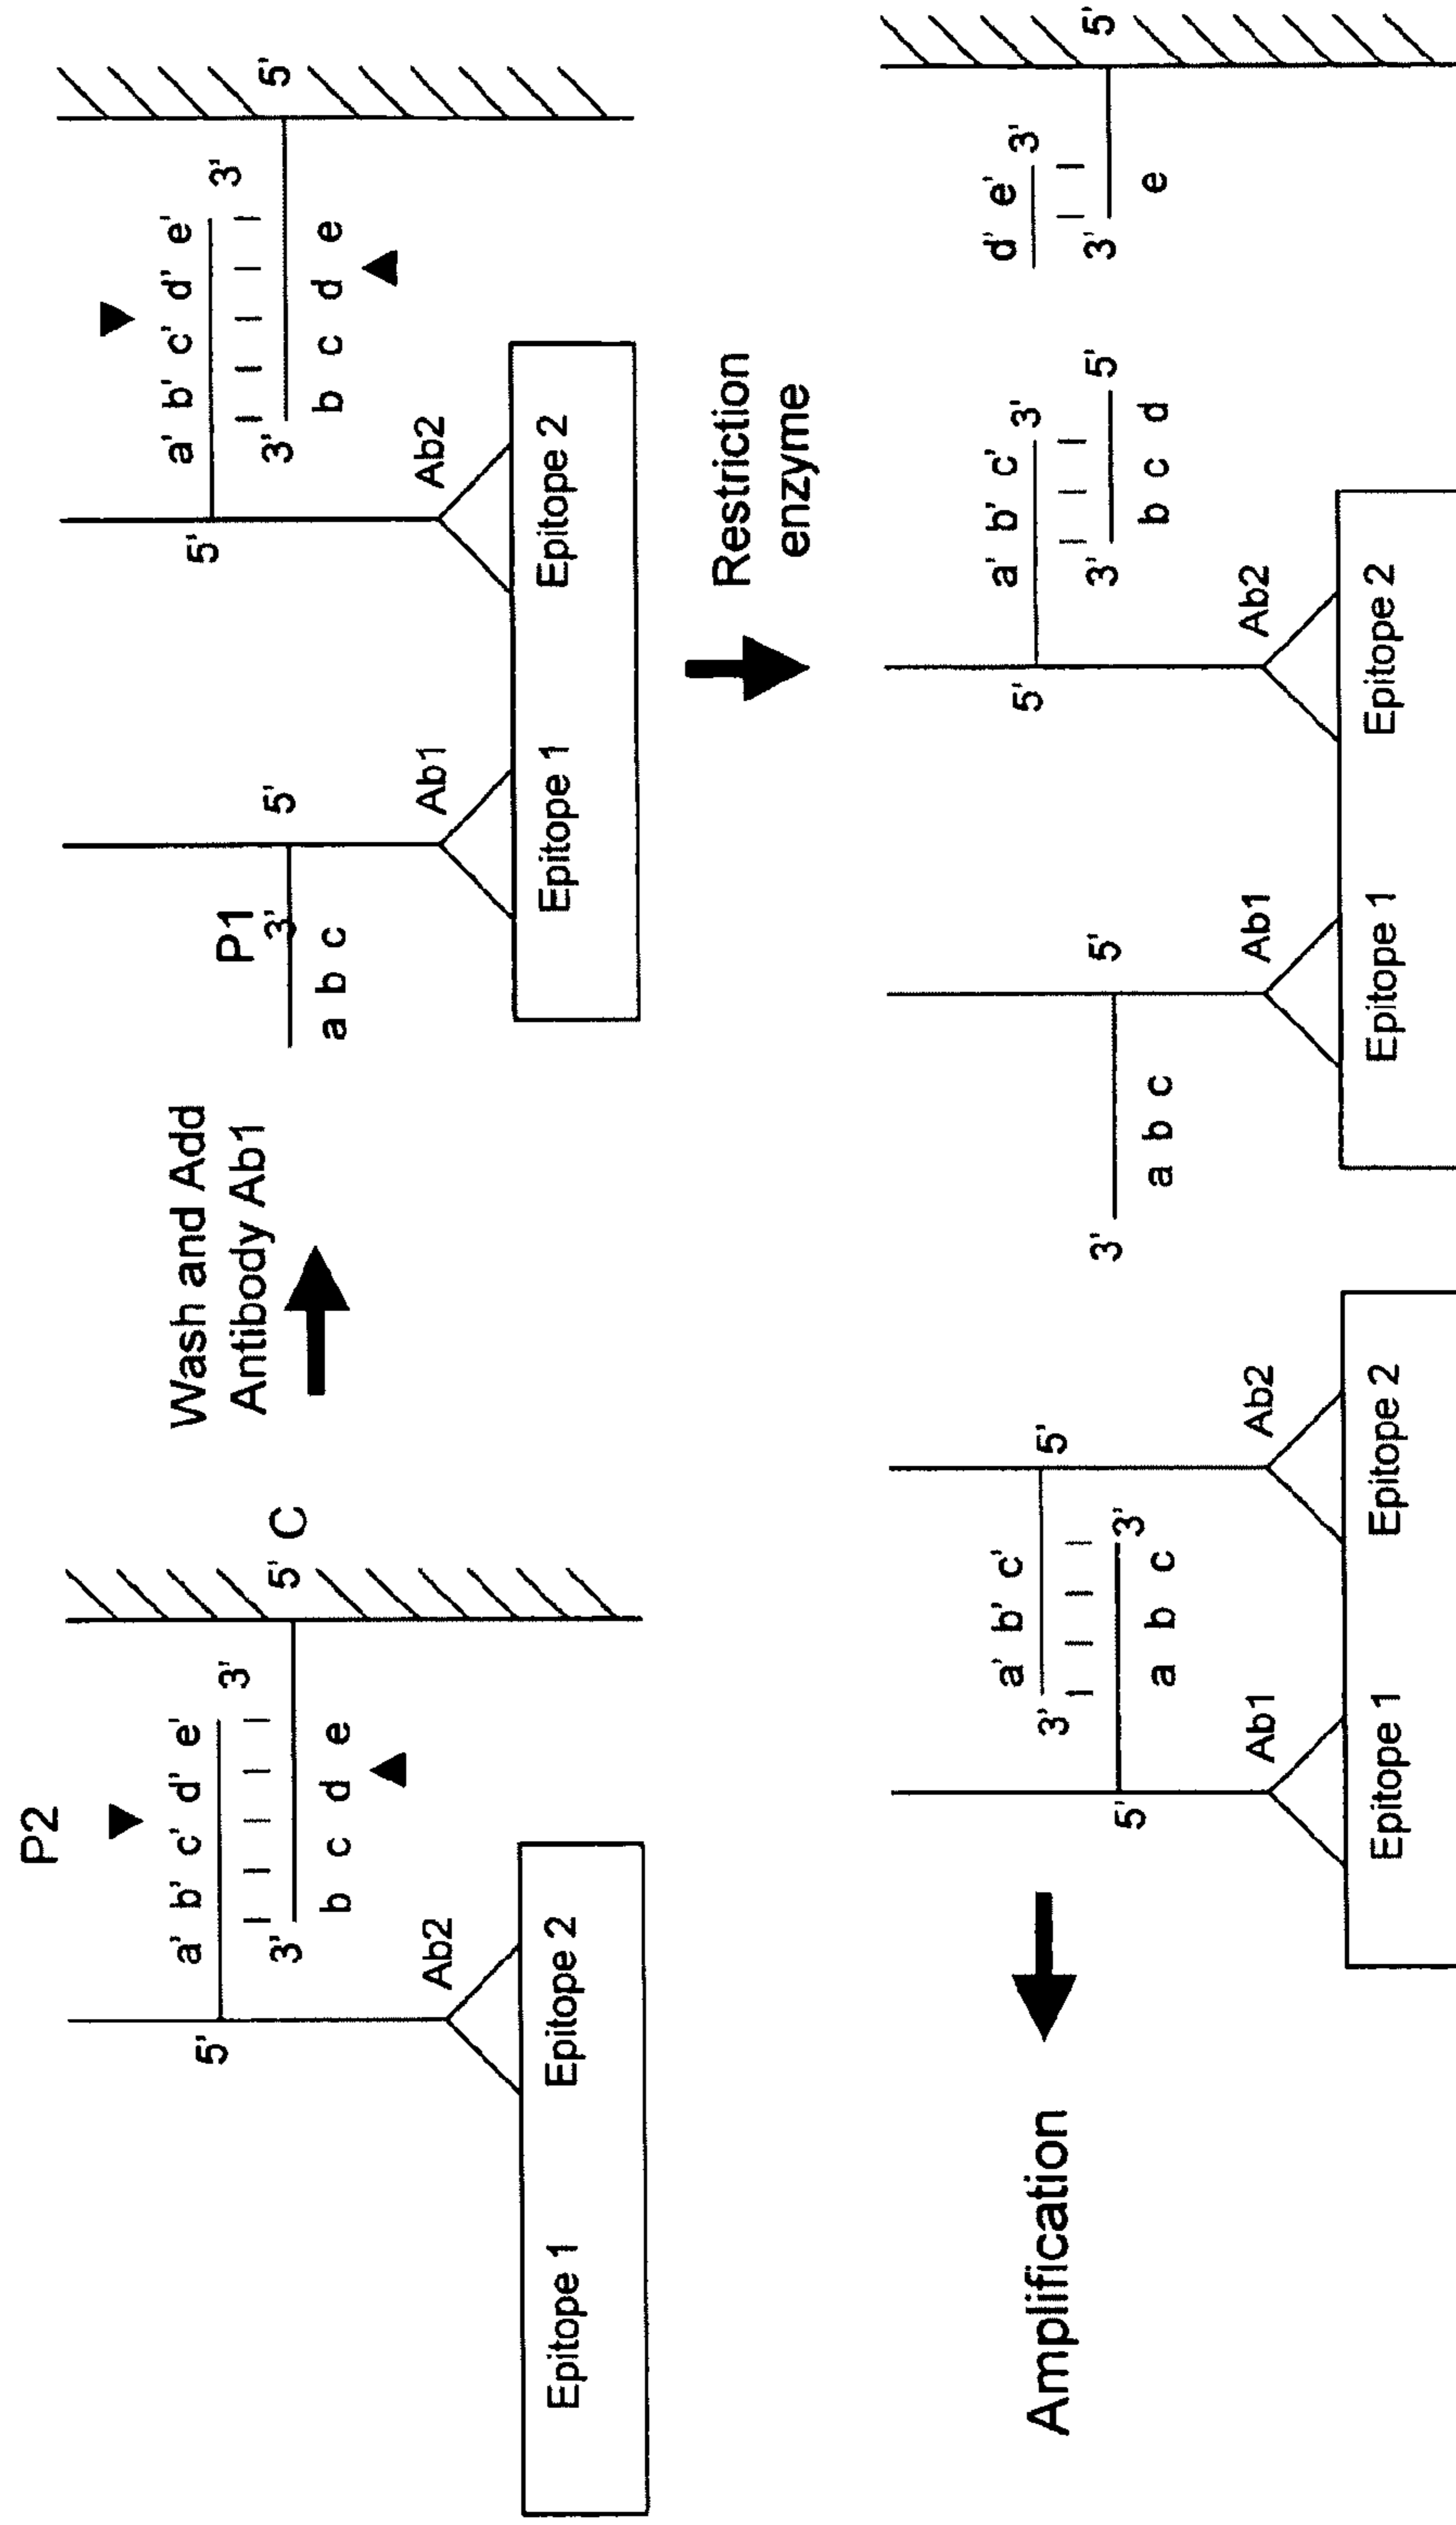 P2
a' b' c' d' e'
5'
3'
3'
5' C
b c d e
Ab2
Epitope 1
Epitope 2
Wash and Add
Antibody Ab1
P1
3'
5'
a b c
Ab1
Epitope 1
5'
a' b' c' d' e'
3'
3'
5'
b c d e
Ab2
Epitope 2
Restriction
enzyme
3'
5'
a b c
Ab1
Epitope 1
5'
a' b' c'
3'
3'
5'
b c d
Ab2
Epitope 2
d' e'
3'
3'
5'
e
a' b' c'
3'
5'
5'
3'
a b c
Ab1
Ab2
Epitope 1
Epitope 2
Amplification